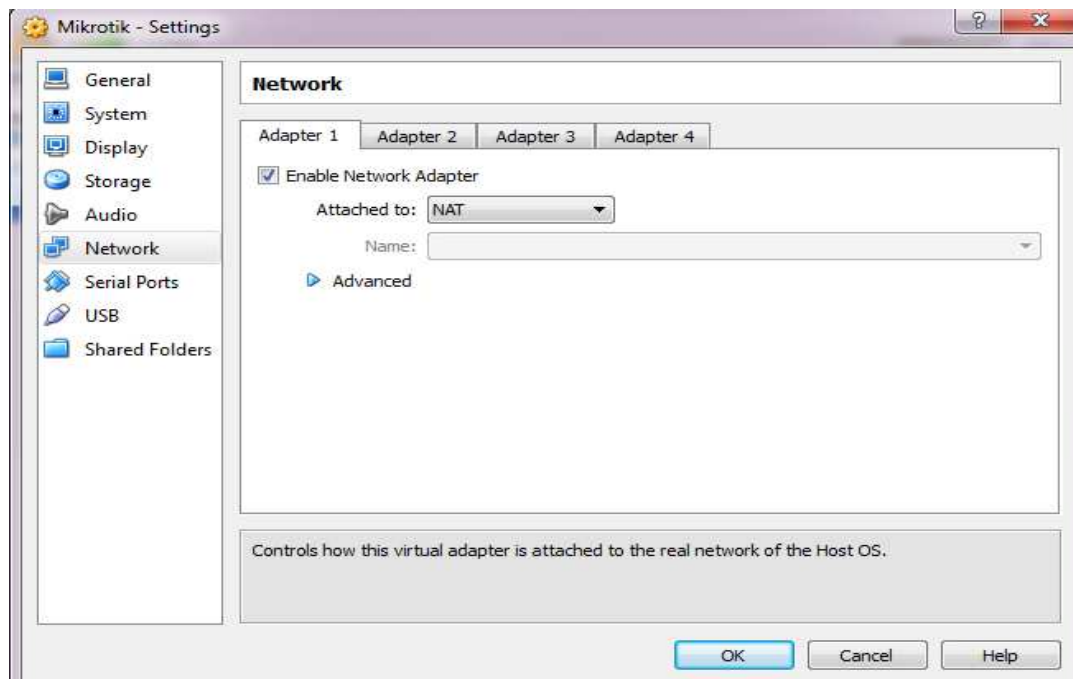 Mikrotik - Settings
General
System
Display
Storage
Audio
Network
Serial Ports
USB
Shared Folders
Network
Adapter 1 Adapter 2 Adapter 3 Adapter 4
Enable Network Adapter
Attached to: NAT
Name:
Advanced
Controls how this virtual adapter is attached to the real network of the Host OS.
OK Cancel Help